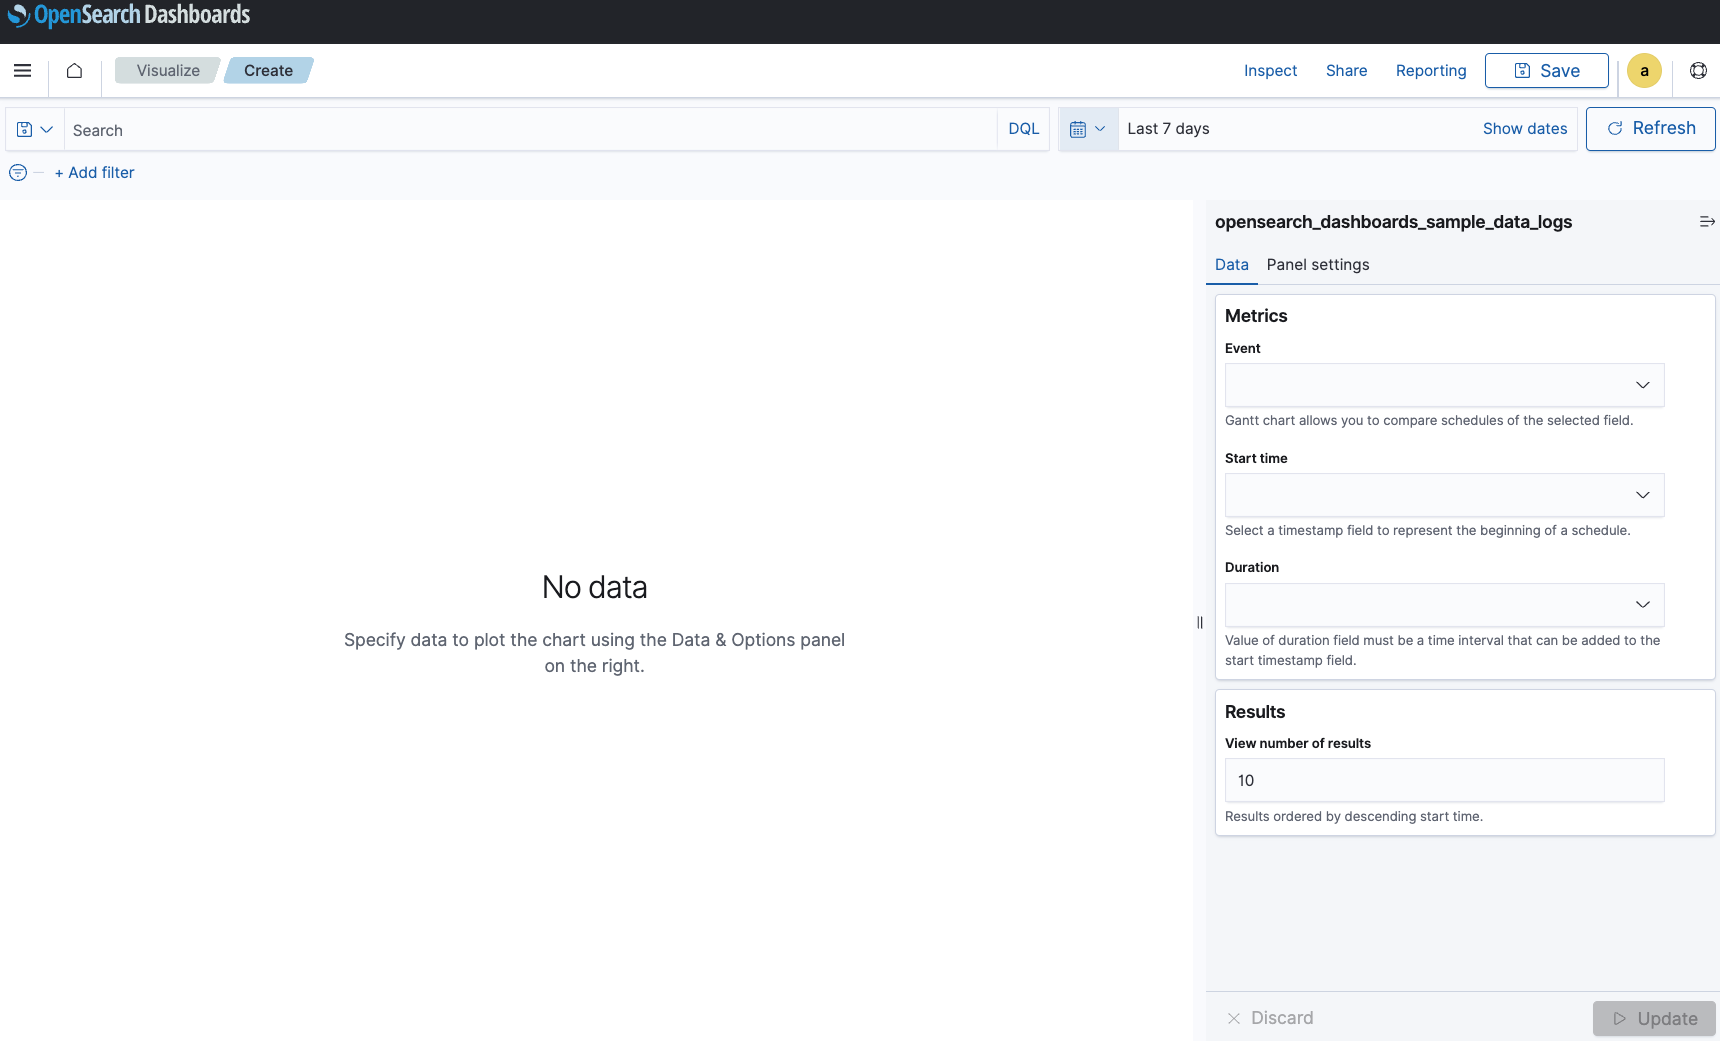 OpenSearch Dashboards
Visualize
Create
Inspect
Share
Reporting
Save
a
Search
DQL
Last 7 days
Show dates
Refresh
+ Add filter
No data
Specify data to plot the chart using the Data & Options panel
on the right.
opensearch_dashboards_sample_data_logs
Data
Panel settings
Metrics
Event
Gantt chart allows you to compare schedules of the selected field.
Start time
Select a timestamp field to represent the beginning of a schedule.
Duration
Value of duration field must be a time interval that can be added to the
start timestamp field.
Results
View number of results
10
Results ordered by descending start time.
Discard
Update